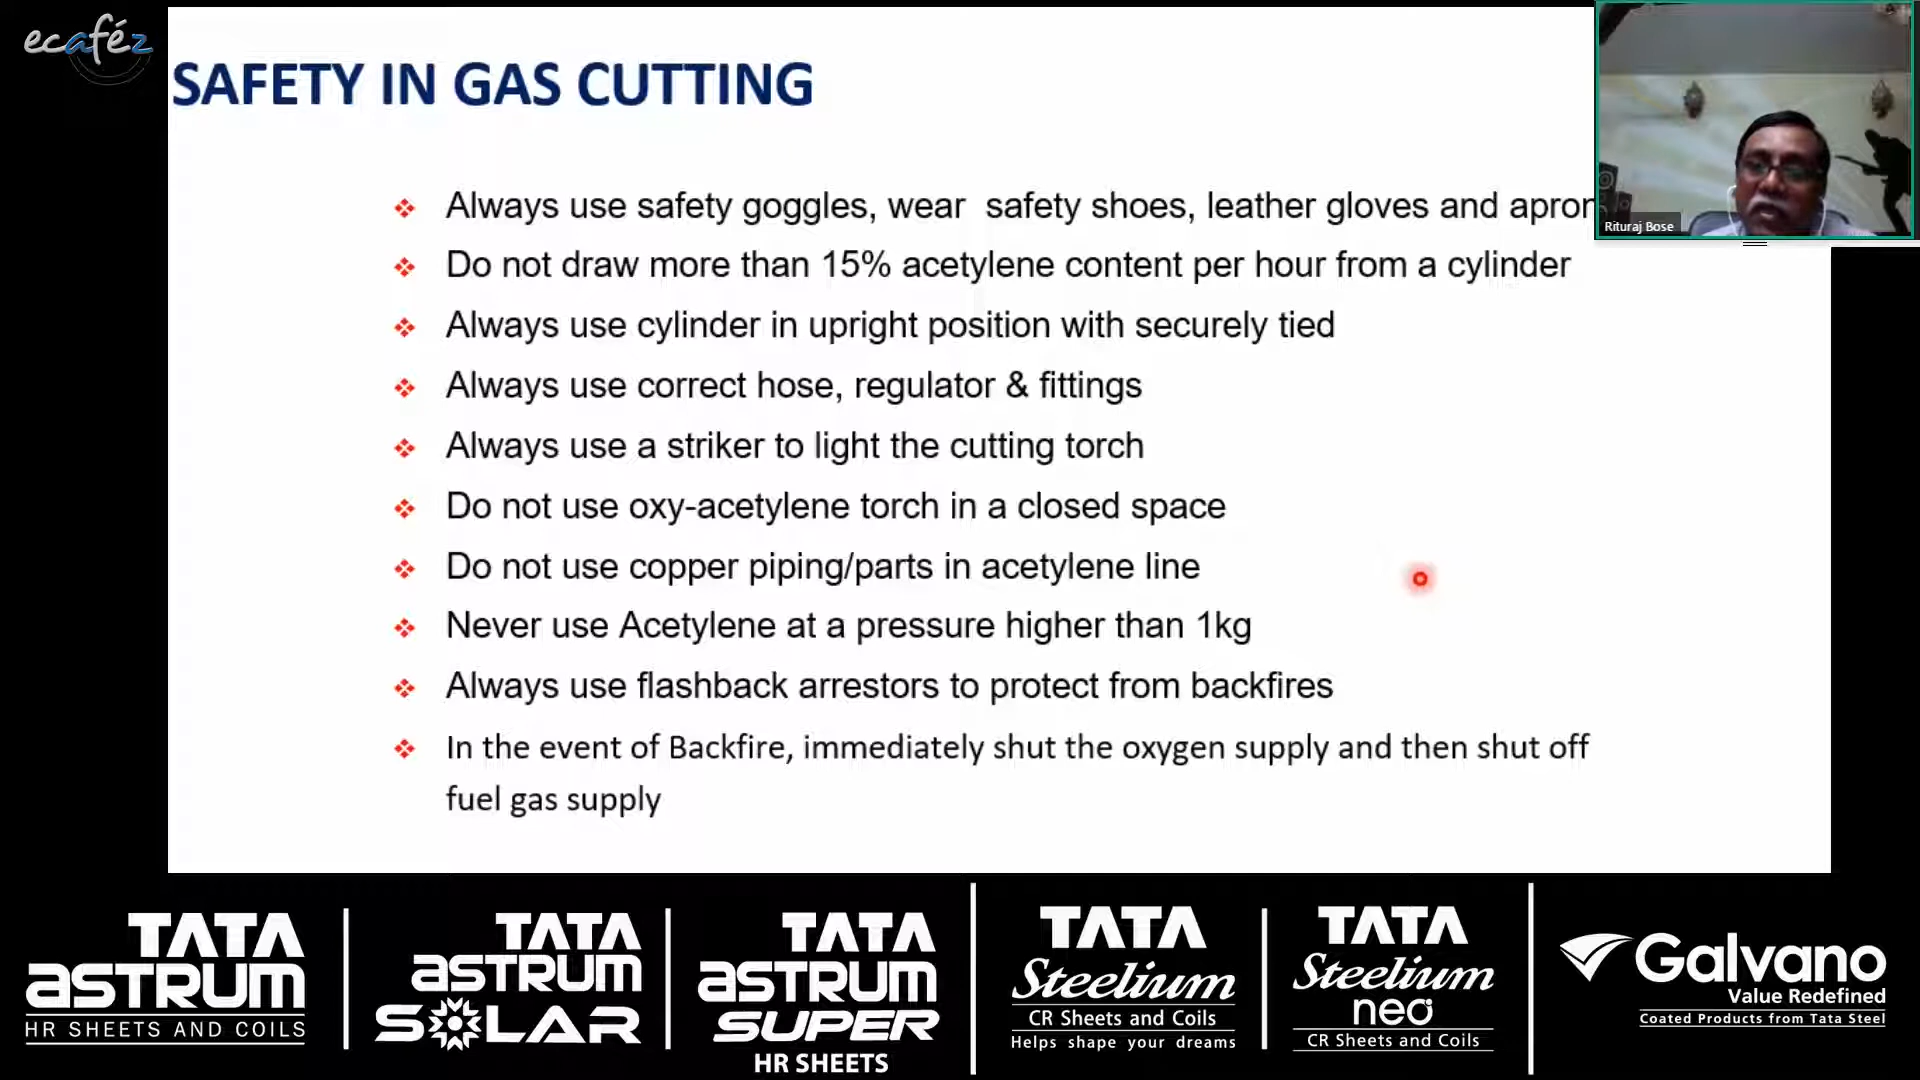 ecaféz
SAFETY IN GAS CUTTING
Always use safety goggles, wear safety shoes, leather gloves and apron
Do not draw more than 15% acetylene content per hour from a cylinder
Always use cylinder in upright position with securely tied
Always use correct hose, regulator & fittings
Always use a striker to light the cutting torch
Do not use oxy-acetylene torch in a closed space
Do not use copper piping/parts in acetylene line
Never use Acetylene at a pressure higher than 1kg
Always use flashback arrestors to protect from backfires
In the event of Backfire, immediately shut the oxygen supply and then shut off
fuel gas supply
Rituraj Bose
TATA
astrum
HR SHEETS AND COILS
TATA
astrum
SOLAR
TATA
astrum
SUPER
HR SHEETS
TATA
Steelium
CR Sheets and Coils
Helps shape your dreams
TATA
Steelium
neo
CR Sheets and Coils
Galvano
Value Redefined
Coated Products from Tata Steel